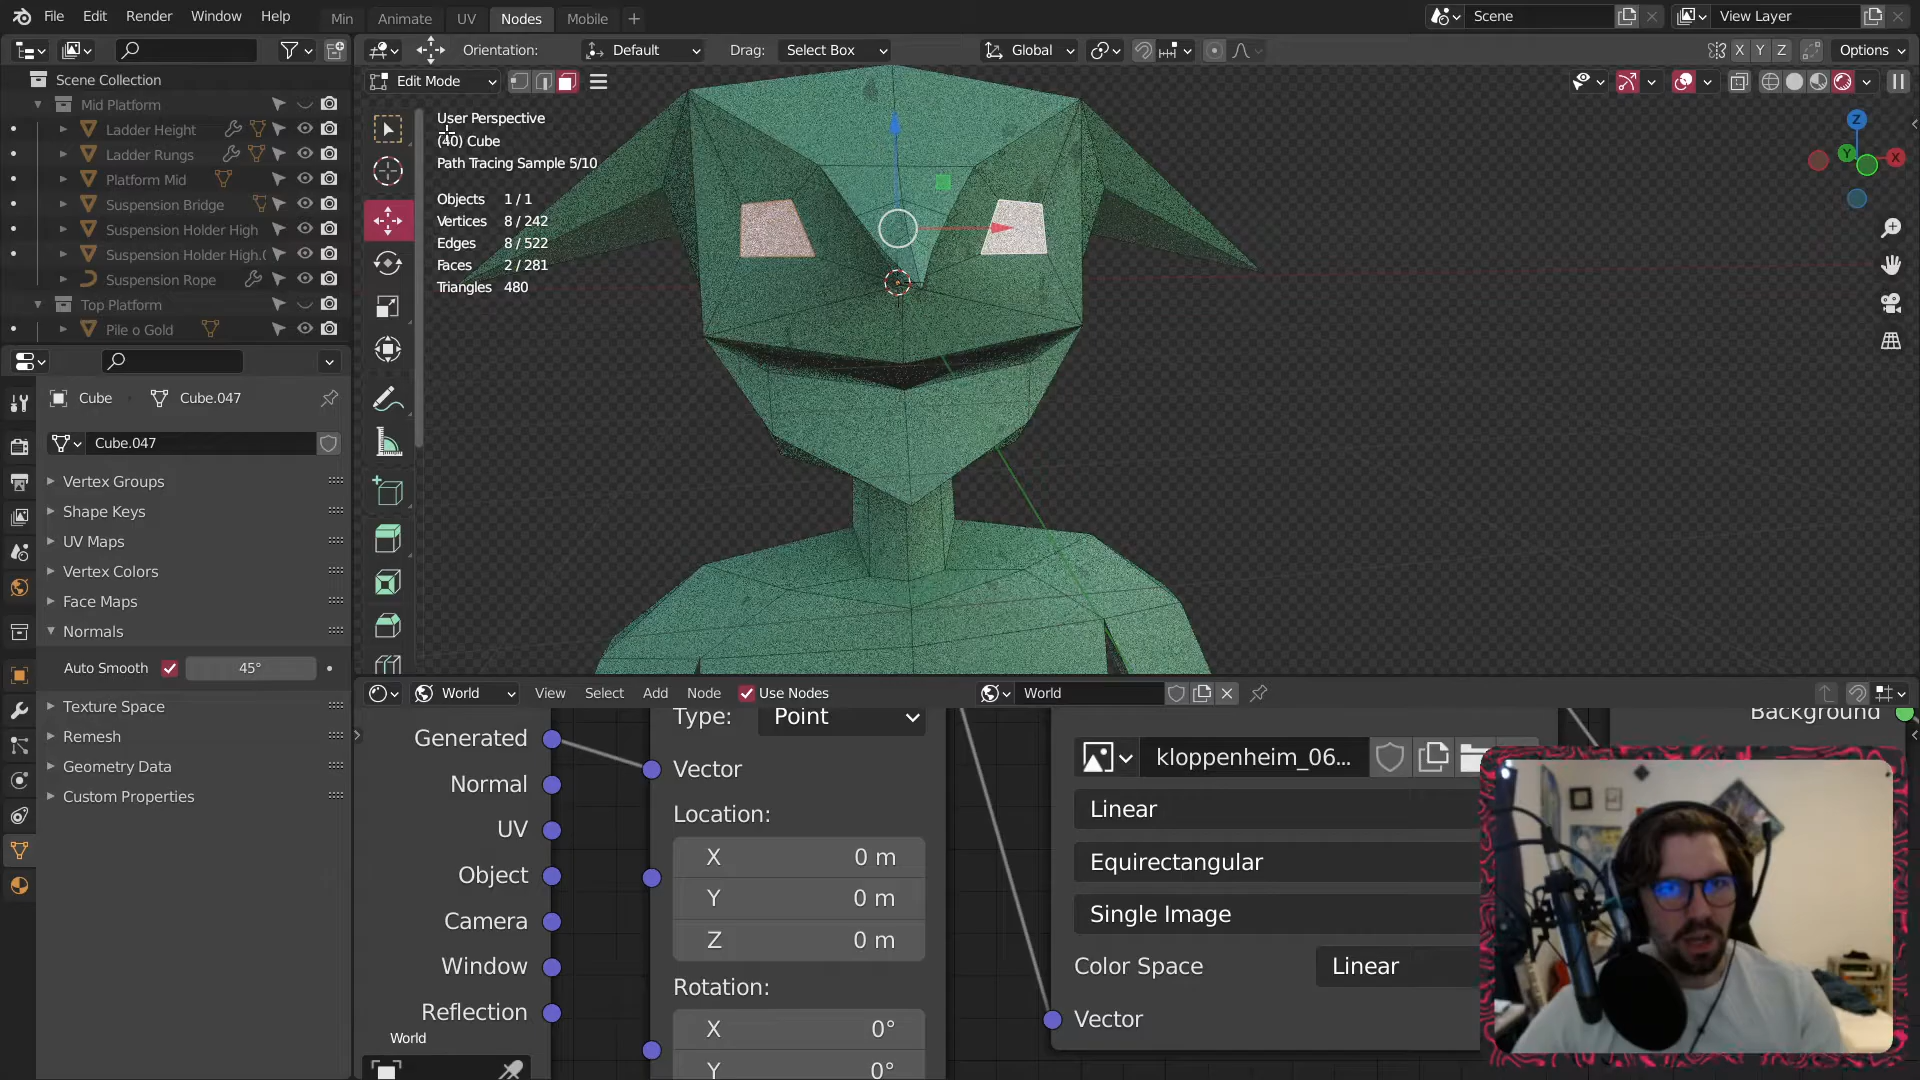 File Edit Render Window Help Min Animate UV Nodes Mobile + Scene View Layer
Orientation: Default Drag: Select Box Global X Y Z Options
Edit Mode
Scene Collection
Mid Platform
Ladder Height
Ladder Rungs
Platform Mid
Suspension Bridge
Suspension Holder High
Suspension Holder High.(
Suspension Rope
Top Platform
Pile o Gold
User Perspective
(40) Cube
Path Tracing Sample 5/10
Objects 1 / 1
Vertices 8 / 242
Edges 8 / 522
Faces 2 / 281
Triangles 480
Z
Y
X
Cube Cube.047
Cube.047
Vertex Groups
Shape Keys
UV Maps
Vertex Colors
Face Maps
Normals
Auto Smooth 45°
Texture Space
Remesh
Geometry Data
Custom Properties
World View Select Add Node Use Nodes World
Generated
Normal
UV
Object
Camera
Window
Reflection
World
Type: Point
Vector
Location:
X 0 m
Y 0 m
Z 0 m
Rotation:
X 0°
Y 0°
Background
kloppenheim_06...
Linear
Equirectangular
Single Image
Color Space Linear
Vector